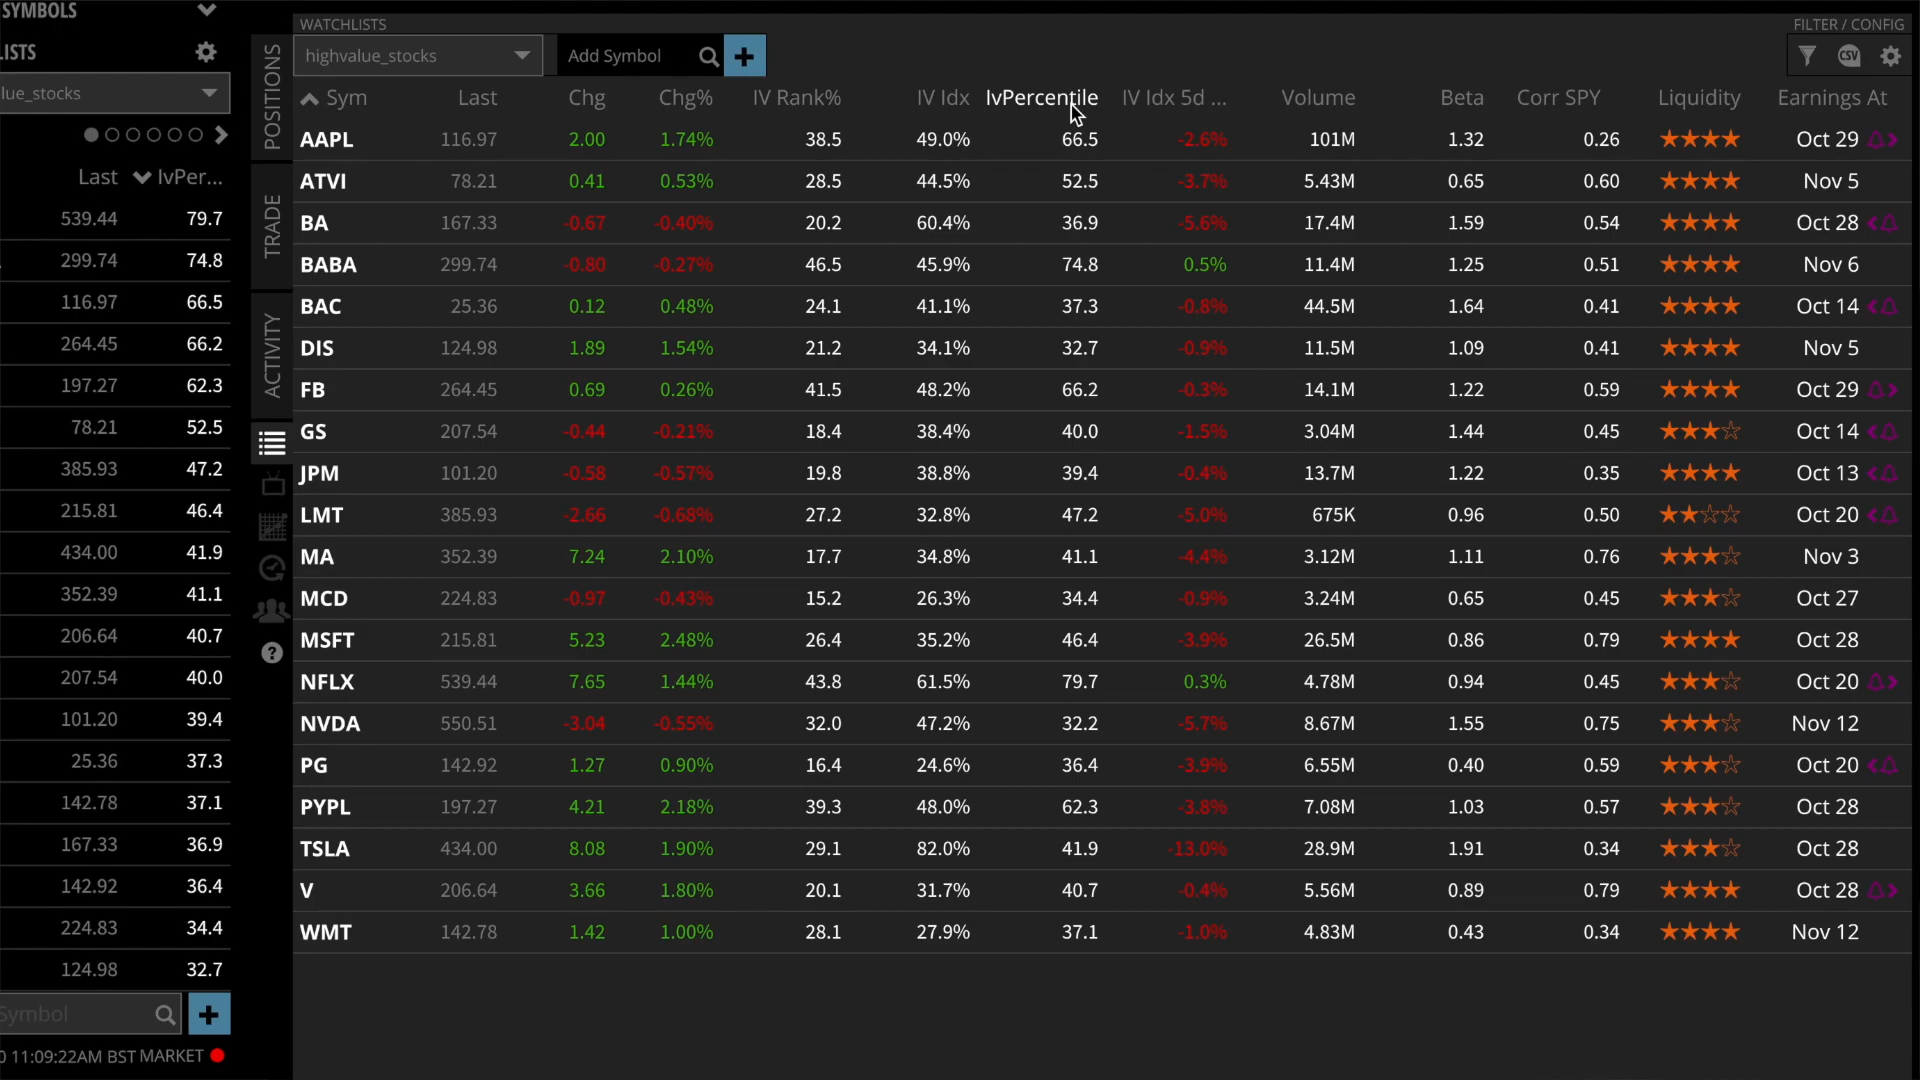 SYMBOLS
LISTS
lue_stocks
Last IvPer...
539.44 79.7
299.74 74.8
116.97 66.5
264.45 66.2
197.27 62.3
78.21 52.5
385.93 47.2
215.81 46.4
434.00 41.9
352.39 41.1
206.64 40.7
207.54 40.0
101.20 39.4
25.36 37.3
142.78 37.1
167.33 36.9
142.92 36.4
224.83 34.4
124.98 32.7
Symbol
0 11:09:22AM BST MARKET
POSITIONS
TRADE
ACTIVITY
?
WATCHLISTS
FILTER / CONFIG
highvalue_stocks Add Symbol
CSV
Sym Last Chg Chg% IV Rank% IV Idx IvPercentile IV Idx 5d ... Volume Beta Corr SPY Liquidity Earnings At
AAPL 116.97 2.00 1.74% 38.5 49.0% 66.5 -2.6% 101M 1.32 0.26 Oct 29
ATVI 78.21 0.41 0.53% 28.5 44.5% 52.5 -3.7% 5.43M 0.65 0.60 Nov 5
BA 167.33 -0.67 -0.40% 20.2 60.4% 36.9 -5.6% 17.4M 1.59 0.54 Oct 28
BABA 299.74 -0.80 -0.27% 46.5 45.9% 74.8 0.5% 11.4M 1.25 0.51 Nov 6
BAC 25.36 0.12 0.48% 24.1 41.1% 37.3 -0.8% 44.5M 1.64 0.41 Oct 14
DIS 124.98 1.89 1.54% 21.2 34.1% 32.7 -0.9% 11.5M 1.09 0.41 Nov 5
FB 264.45 0.69 0.26% 41.5 48.2% 66.2 -0.3% 14.1M 1.22 0.59 Oct 29
GS 207.54 -0.44 -0.21% 18.4 38.4% 40.0 -1.5% 3.04M 1.44 0.45 Oct 14
JPM 101.20 -0.58 -0.57% 19.8 38.8% 39.4 -0.4% 13.7M 1.22 0.35 Oct 13
LMT 385.93 -2.66 -0.68% 27.2 32.8% 47.2 -5.0% 675K 0.96 0.50 Oct 20
MA 352.39 7.24 2.10% 17.7 34.8% 41.1 -4.4% 3.12M 1.11 0.76 Nov 3
MCD 224.83 -0.97 -0.43% 15.2 26.3% 34.4 -0.9% 3.24M 0.65 0.45 Oct 27
MSFT 215.81 5.23 2.48% 26.4 35.2% 46.4 -3.9% 26.5M 0.86 0.79 Oct 28
NFLX 539.44 7.65 1.44% 43.8 61.5% 79.7 0.3% 4.78M 0.94 0.45 Oct 20
NVDA 550.51 -3.04 -0.55% 32.0 47.2% 32.2 -5.7% 8.67M 1.55 0.75 Nov 12
PG 142.92 1.27 0.90% 16.4 24.6% 36.4 -3.9% 6.55M 0.40 0.59 Oct 20
PYPL 197.27 4.21 2.18% 39.3 48.0% 62.3 -3.8% 7.08M 1.03 0.57 Oct 28
TSLA 434.00 8.08 1.90% 29.1 82.0% 41.9 -13.0% 28.9M 1.91 0.34 Oct 28
V 206.64 3.66 1.80% 20.1 31.7% 40.7 -0.4% 5.56M 0.89 0.79 Oct 28
WMT 142.78 1.42 1.00% 28.1 27.9% 37.1 -1.0% 4.83M 0.43 0.34 Nov 12